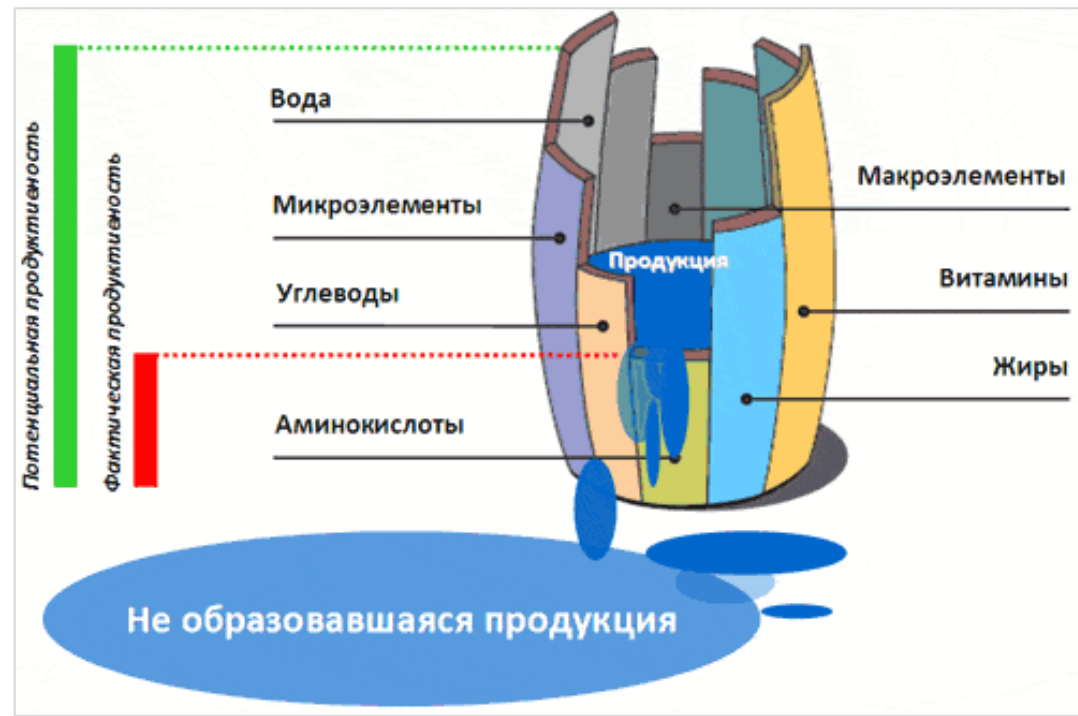 Потенциальная продуктивность
Фактическая продуктивность
Вода
Микроэлементы
Углеводы
Аминокислоты
Продукция
Макроэлементы
Витамины
Жиры
Не образовавшаяся продукция